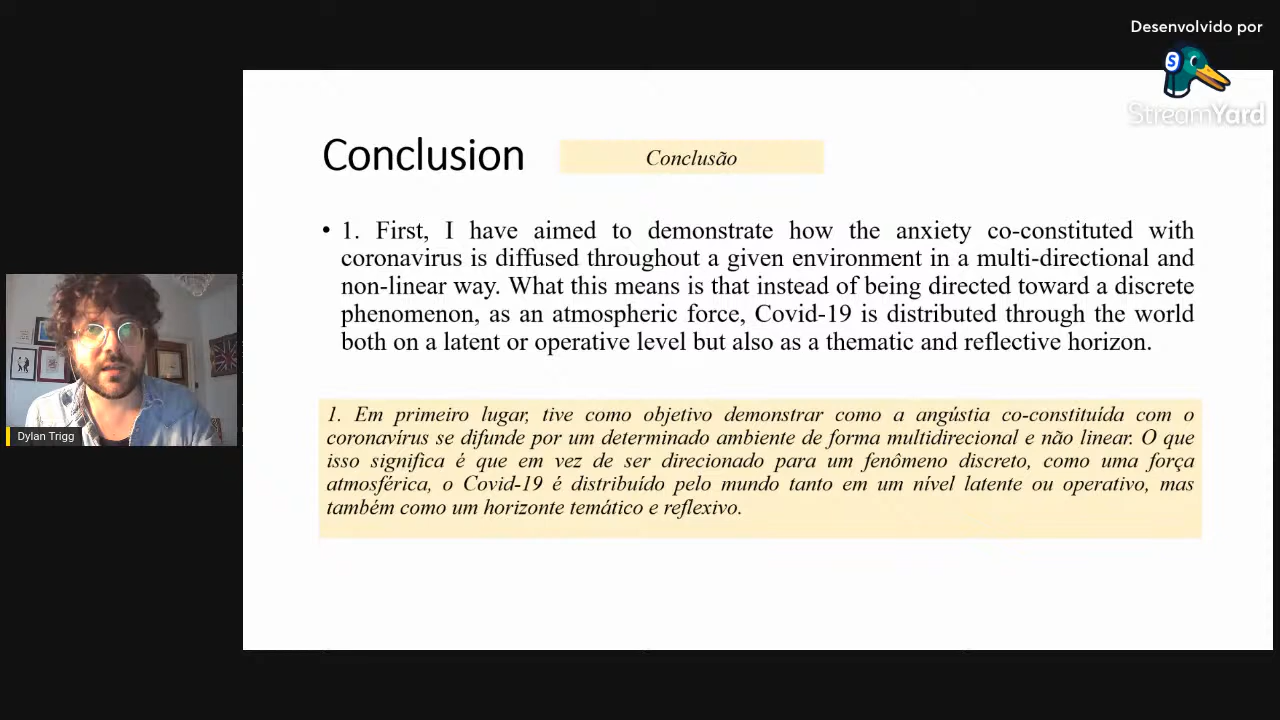 Desenvolvido por
S
StreamYard
Conclusion
Conclusão
• 1. First, I have aimed to demonstrate how the anxiety co-constituted with
coronavirus is diffused throughout a given environment in a multi-directional and
non-linear way. What this means is that instead of being directed toward a discrete
phenomenon, as an atmospheric force, Covid-19 is distributed through the world
both on a latent or operative level but also as a thematic and reflective horizon.
1. Em primeiro lugar, tive como objetivo demonstrar como a angústia co-constituída com o
coronavírus se difunde por um determinado ambiente de forma multidirecional e não linear. O que
isso significa é que em vez de ser direcionado para um fenômeno discreto, como uma força
atmosférica, o Covid-19 é distribuído pelo mundo tanto em um nível latente ou operativo, mas
também como um horizonte temático e reflexivo.
Dylan Trigg